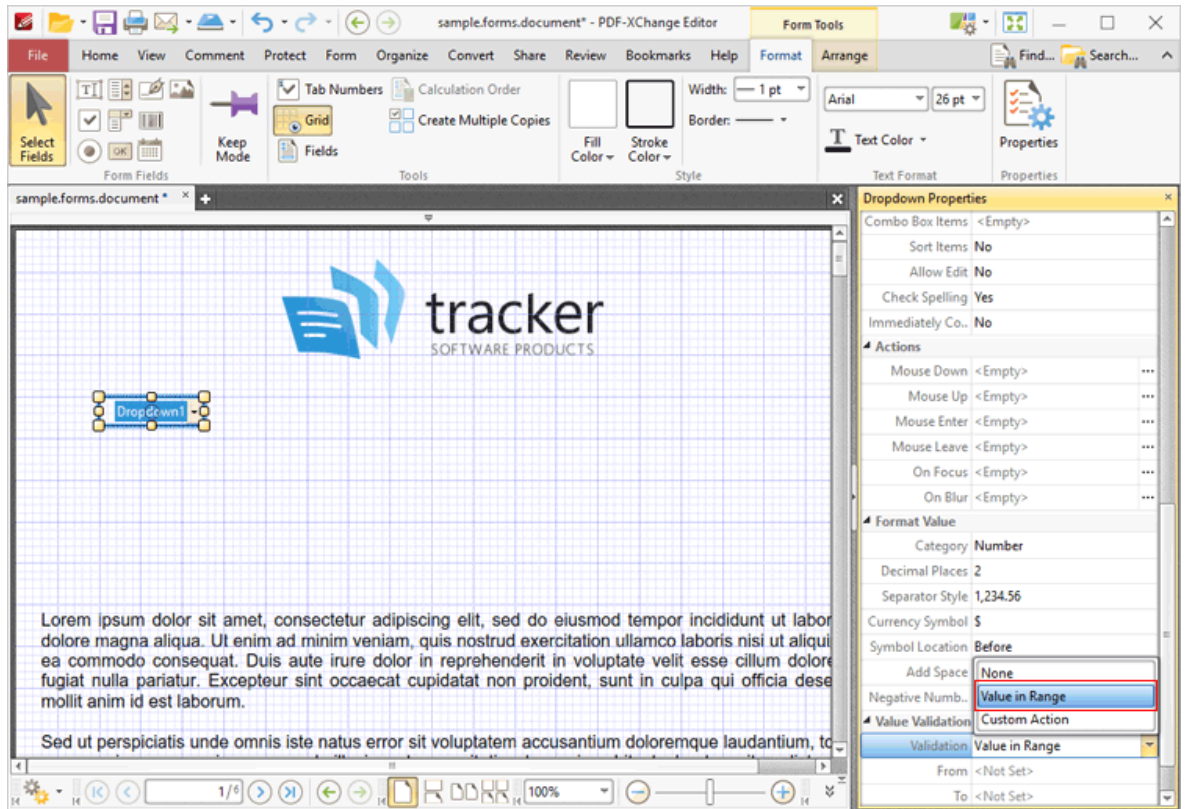 sample.forms.document* - PDF-XChange Editor
Form Tools
File Home View Comment Protect Form Organize Convert Share Review Bookmarks Help Format Arrange Find... Search...
Select Fields
OK
Form Fields
Keep Mode
Tab Numbers
Grid
Fields
Calculation Order
Create Multiple Copies
Tools
Fill Color
Stroke Color
Width: 1 pt
Border:
Style
Arial 26 pt
T Text Color
Text Format
Properties
Properties
sample.forms.document *
tracker
SOFTWARE PRODUCTS
Dropdown1
Lorem ipsum dolor sit amet, consectetur adipiscing elit, sed do eiusmod tempor incididunt ut labor
dolore magna aliqua. Ut enim ad minim veniam, quis nostrud exercitation ullamco laboris nisi ut aliqui
ea commodo consequat. Duis aute irure dolor in reprehenderit in voluptate velit esse cillum dolore
fugiat nulla pariatur. Excepteur sint occaecat cupidatat non proident, sunt in culpa qui officia dese
mollit anim id est laborum.
Sed ut perspiciatis unde omnis iste natus error sit voluptatem accusantium doloremque laudantium, to
1/6
100%
Dropdown Properties
Combo Box Items <Empty>
Sort Items No
Allow Edit No
Check Spelling Yes
Immediately Co.. No
Actions
Mouse Down <Empty> ...
Mouse Up <Empty> ...
Mouse Enter <Empty> ...
Mouse Leave <Empty> ...
On Focus <Empty> ...
On Blur <Empty> ...
Format Value
Category Number
Decimal Places 2
Separator Style 1,234.56
Currency Symbol $
Symbol Location Before
Add Space
Negative Numb..
None
Value in Range
Custom Action
Value Validation
Validation Value in Range
From <Not Set>
To <Not Set>